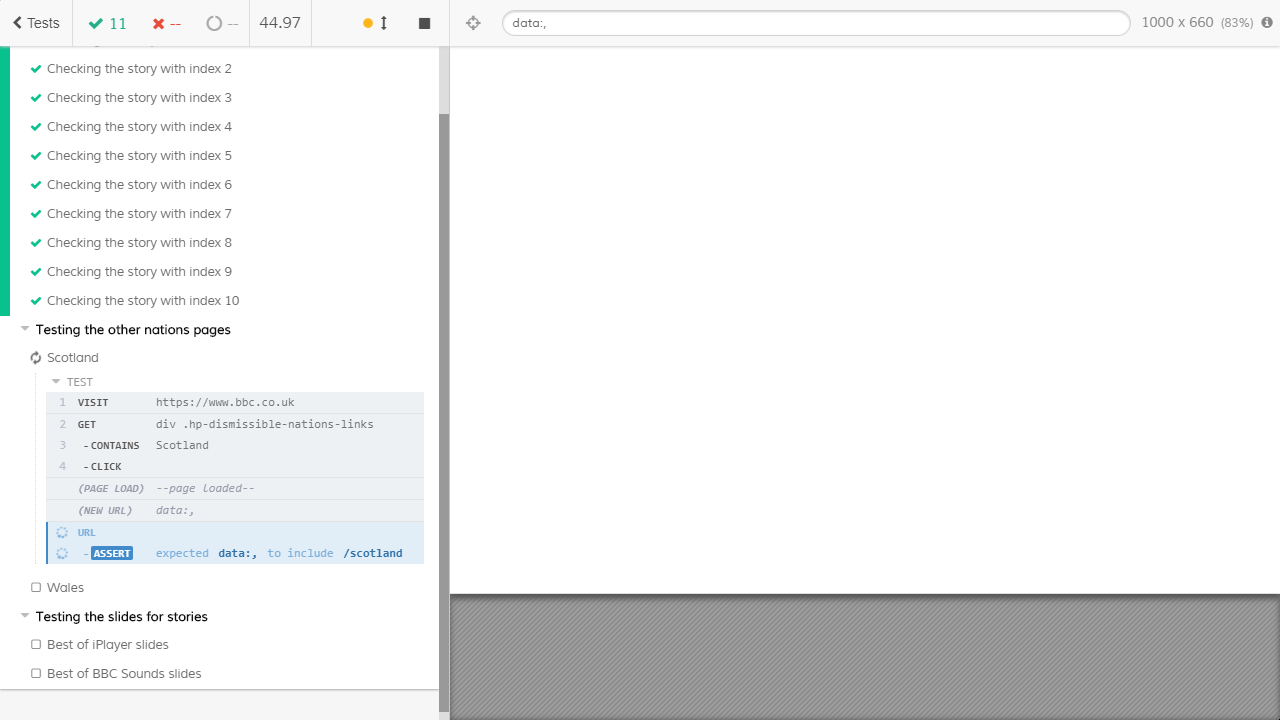 Tests 11 -- -- 44.97 data:, 1000 x 660 (83%)
Checking the story with index 2
Checking the story with index 3
Checking the story with index 4
Checking the story with index 5
Checking the story with index 6
Checking the story with index 7
Checking the story with index 8
Checking the story with index 9
Checking the story with index 10
Testing the other nations pages
Scotland
TEST
1 VISIT https://www.bbc.co.uk
2 GET div .hp-dismissible-nations-links
3 -CONTAINS Scotland
4 -CLICK
(PAGE LOAD) --page loaded--
(NEW URL) data:,
URL
-ASSERT expected data:, to include /scotland
Wales
Testing the slides for stories
Best of iPlayer slides
Best of BBC Sounds slides